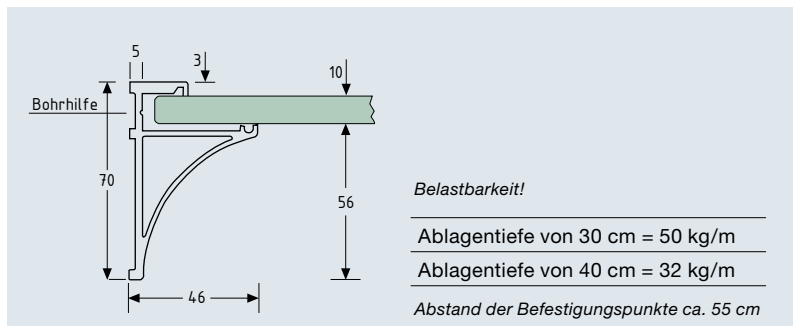 5
3
10
Bohrhilfe
70
56
46
Belastbarkeit!
Ablagentiefe von 30 cm = 50 kg/m
Ablagentiefe von 40 cm = 32 kg/m
Abstand der Befestigungspunkte ca. 55 cm